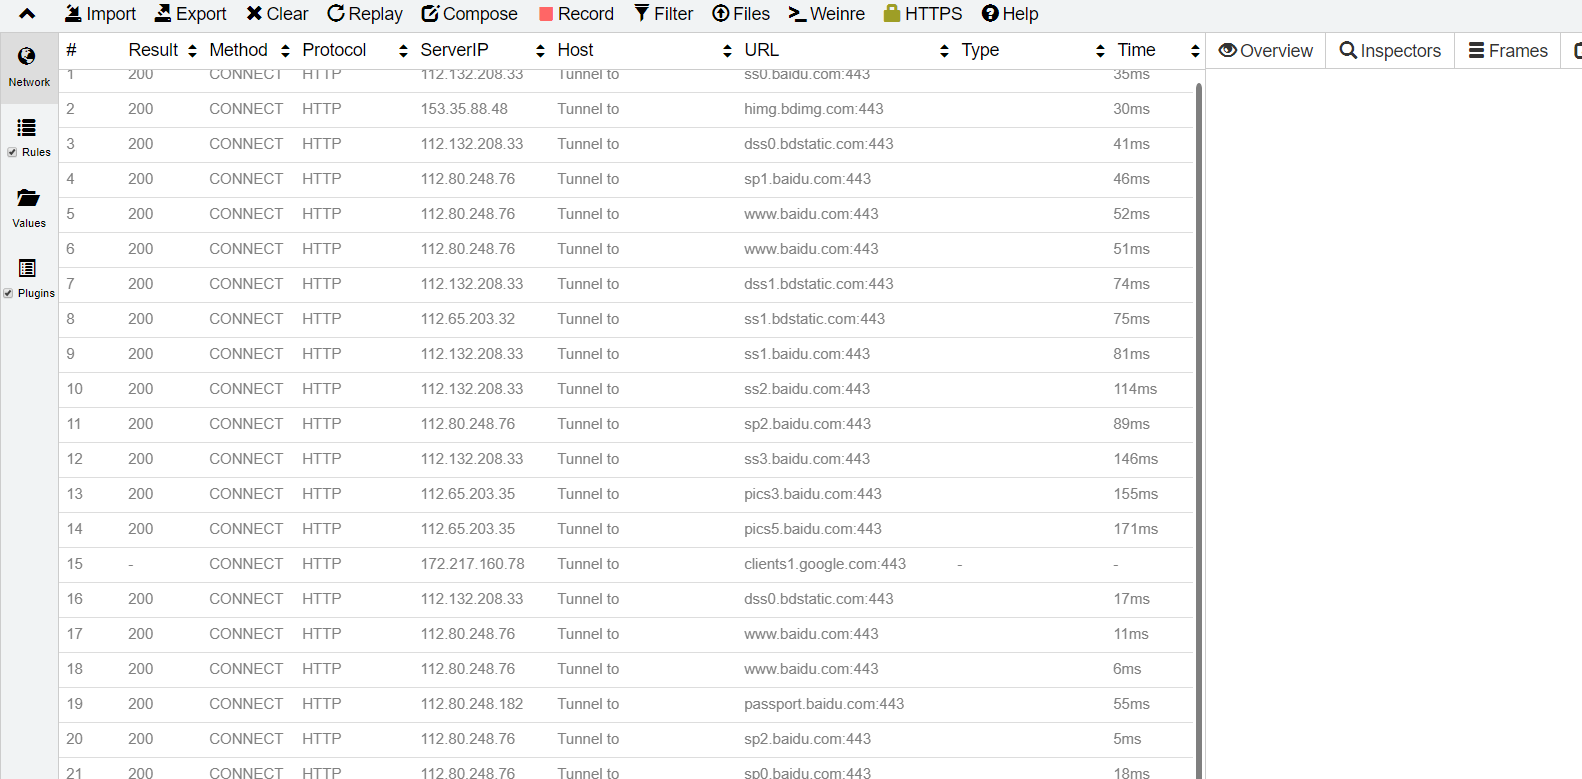 Import Export Clear Replay Compose Record Filter Files Weinre HTTPS Help
Network
Rules
Values
Plugins
# Result Method Protocol ServerIP Host URL Type Time
1 200 CONNECT HTTP 112.132.208.33 Tunnel to ss0.baidu.com:443 35ms
2 200 CONNECT HTTP 153.35.88.48 Tunnel to himg.bdimg.com:443 30ms
3 200 CONNECT HTTP 112.132.208.33 Tunnel to dss0.bdstatic.com:443 41ms
4 200 CONNECT HTTP 112.80.248.76 Tunnel to sp1.baidu.com:443 46ms
5 200 CONNECT HTTP 112.80.248.76 Tunnel to www.baidu.com:443 52ms
6 200 CONNECT HTTP 112.80.248.76 Tunnel to www.baidu.com:443 51ms
7 200 CONNECT HTTP 112.132.208.33 Tunnel to dss1.bdstatic.com:443 74ms
8 200 CONNECT HTTP 112.65.203.32 Tunnel to ss1.bdstatic.com:443 75ms
9 200 CONNECT HTTP 112.132.208.33 Tunnel to ss1.baidu.com:443 81ms
10 200 CONNECT HTTP 112.132.208.33 Tunnel to ss2.baidu.com:443 114ms
11 200 CONNECT HTTP 112.80.248.76 Tunnel to sp2.baidu.com:443 89ms
12 200 CONNECT HTTP 112.132.208.33 Tunnel to ss3.baidu.com:443 146ms
13 200 CONNECT HTTP 112.65.203.35 Tunnel to pics3.baidu.com:443 155ms
14 200 CONNECT HTTP 112.65.203.35 Tunnel to pics5.baidu.com:443 171ms
15 - CONNECT HTTP 172.217.160.78 Tunnel to clients1.google.com:443 - -
16 200 CONNECT HTTP 112.132.208.33 Tunnel to dss0.bdstatic.com:443 17ms
17 200 CONNECT HTTP 112.80.248.76 Tunnel to www.baidu.com:443 11ms
18 200 CONNECT HTTP 112.80.248.76 Tunnel to www.baidu.com:443 6ms
19 200 CONNECT HTTP 112.80.248.182 Tunnel to passport.baidu.com:443 55ms
20 200 CONNECT HTTP 112.80.248.76 Tunnel to sp2.baidu.com:443 5ms
21 200 CONNECT HTTP 112.80.248.76 Tunnel to sp0.baidu.com:443 18ms
Overview Inspectors Frames